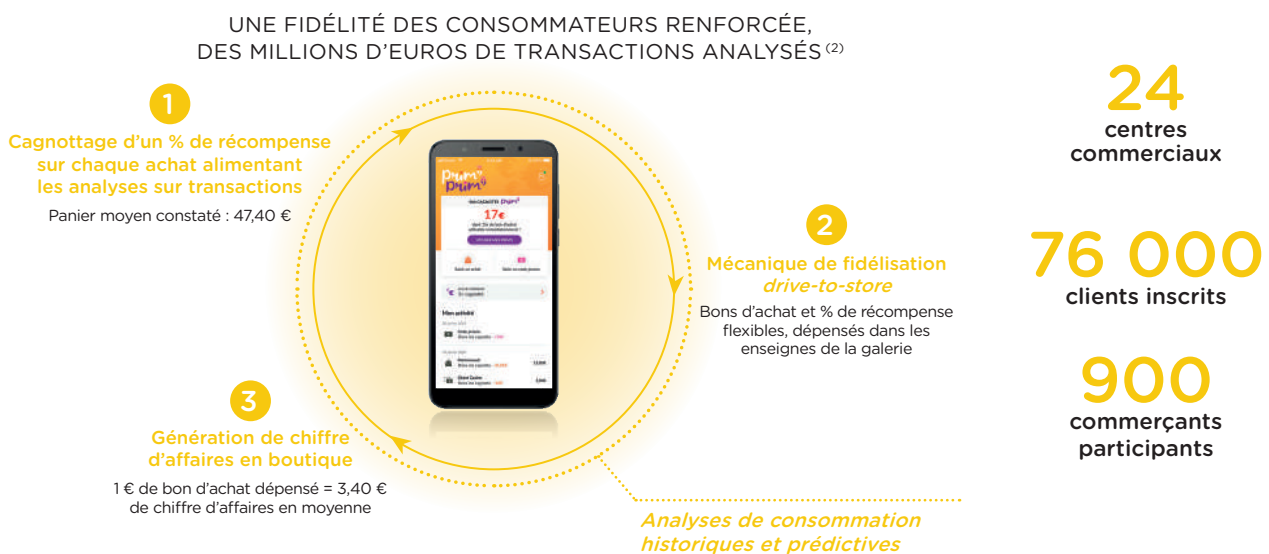 UNE FIDÉLITÉ DES CONSOMMATEURS RENFORCÉE,
DES MILLIONS D'EUROS DE TRANSACTIONS ANALYSÉS (2)
1
Cagnottage d'un % de récompense
sur chaque achat alimentant
les analyses sur transactions
Panier moyen constaté : 47,40 €
prim
prim
17€
Mon activité
2
Mécanique de fidélisation
drive-to-store
Bons d'achat et % de récompense
flexibles, dépensés dans les
enseignes de la galerie
3
Génération de chiffre
d'affaires en boutique
1 € de bon d'achat dépensé = 3,40 €
de chiffre d'affaires en moyenne
Analyses de consommation
historiques et prédictives
24
centres
commerciaux
76 000
clients inscrits
900
commerçants
participants